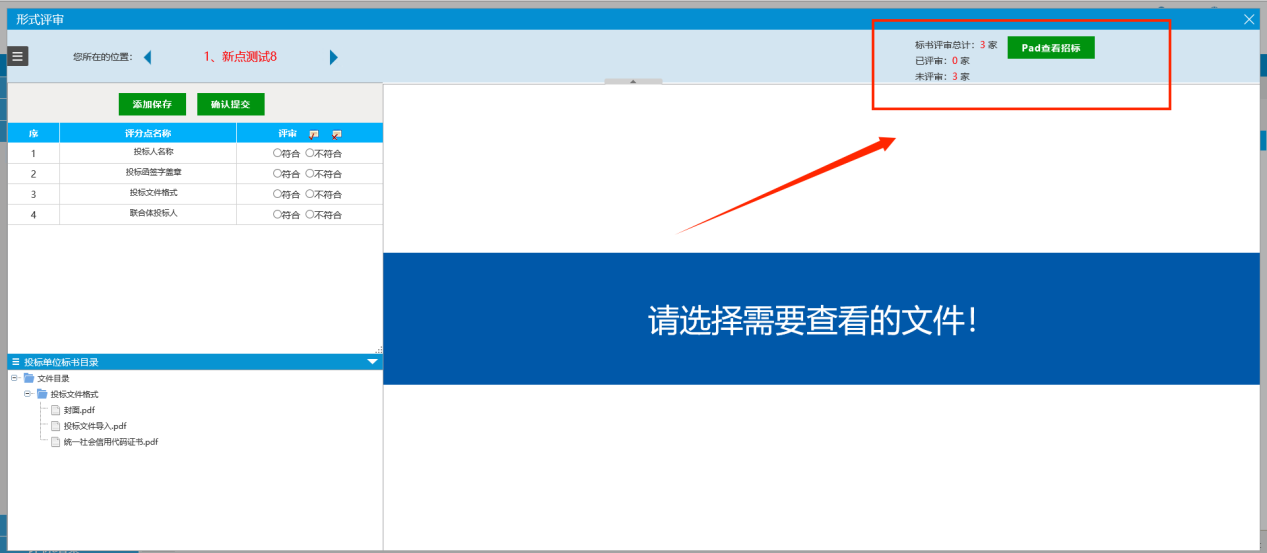 形式评审
您所在的位置：
1、新点测试8
标书评审总计：3 家
已评审：0 家
未评审：3 家
Pad查看招标
添加保存
确认提交
序 评分点名称 评审
1 投标人名称 符合 不符合
2 投标函签字盖章 符合 不符合
3 投标文件格式 符合 不符合
4 联合体投标人 符合 不符合
请选择需要查看的文件！
投标单位标书目录
文件目录
投标文件格式
封面.pdf
投标文件导入.pdf
统一社会信用代码证书.pdf